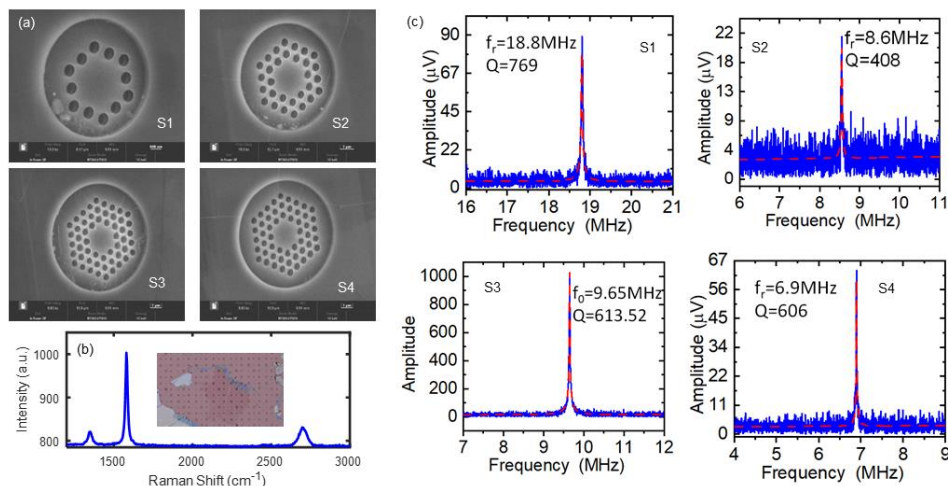 (a)
S1
S2
S3
S4
(b)
Intensity (a.u.)
1000
900
800
1500
2000
2500
3000
Raman Shift (cm⁻¹)
(c)
Amplitude (μV)
90
67
45
22
0
fᵣ=18.8MHz
Q=769
S1
16 17 18 19 20 21
Frequency (MHz)
Amplitude (μV)
22
18
13
9
4
0
S2
fᵣ=8.6MHz
Q=408
6 7 8 9 10 11
Frequency (MHz)
Amplitude
1000
800
600
400
200
0
S3
f₀=9.65MHz
Q=613.52
7 8 9 10 11 12
Frequency (MHz)
Amplitude (μV)
67
56
45
34
22
11
0
fᵣ=6.9MHz
Q=606
S4
4 5 6 7 8 9
Frequency (MHz)